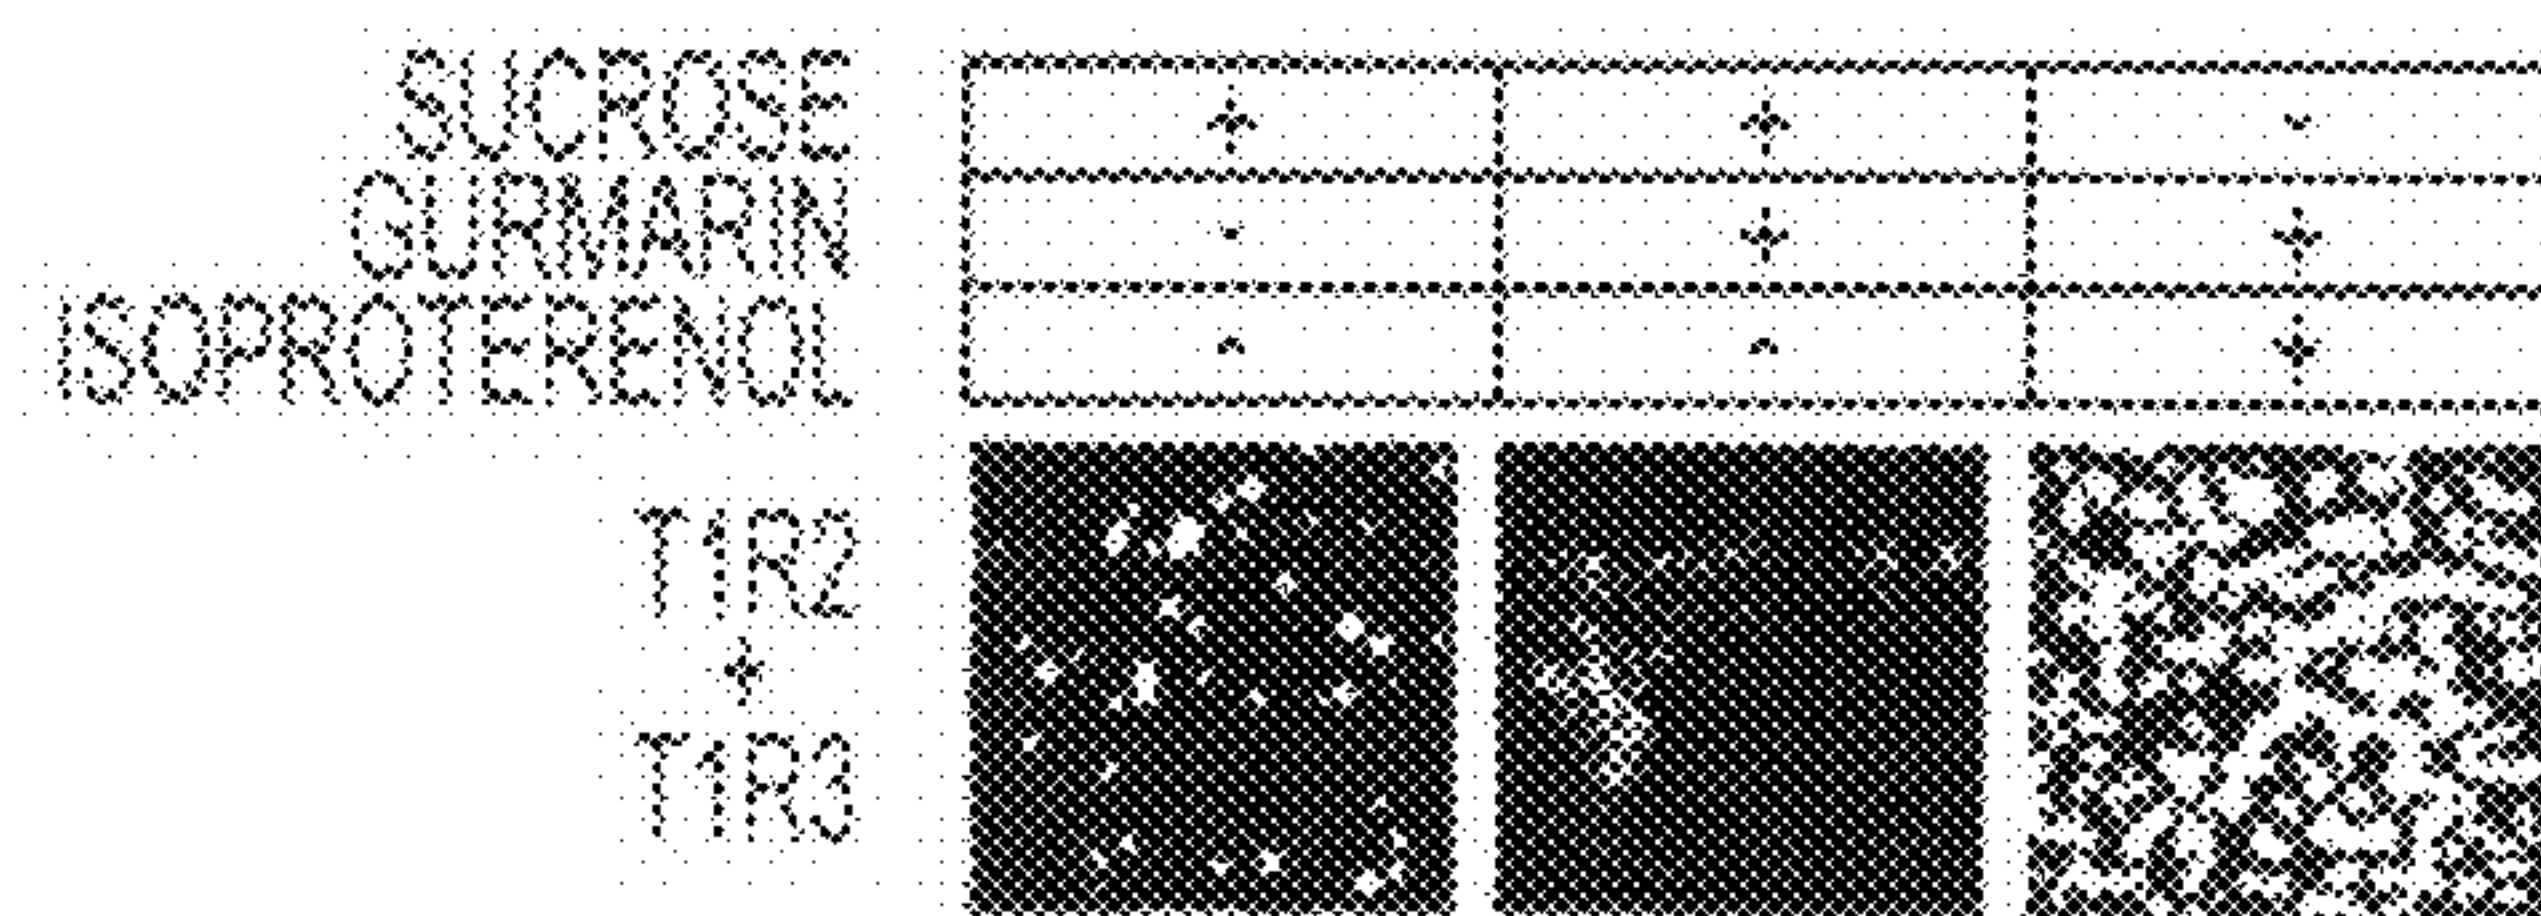 SUCROSE + + -
GURMARIN - + +
ISOPROTERENOL - - +
T1R2
+
T1R3